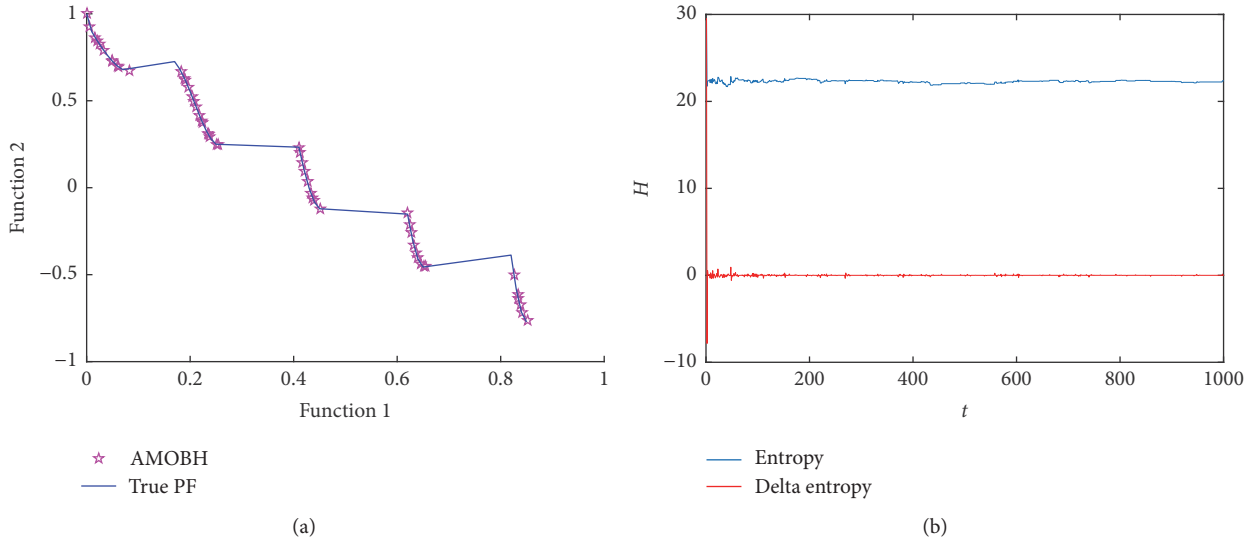 1
0.5
0
−0.5
−1
Function 2
0
0.2
0.4
0.6
0.8
1
Function 1
AMOBH
True PF
(a)
30
20
10
0
−10
H
0
200
400
600
800
1000
t
Entropy
Delta entropy
(b)